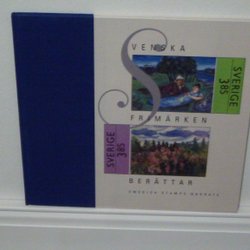 SVENSKA
SVERIGE 385
FRIMÄRKEN
SVERIGE 385
BERÄTTAR
SWEDISH STAMPS NARRATE